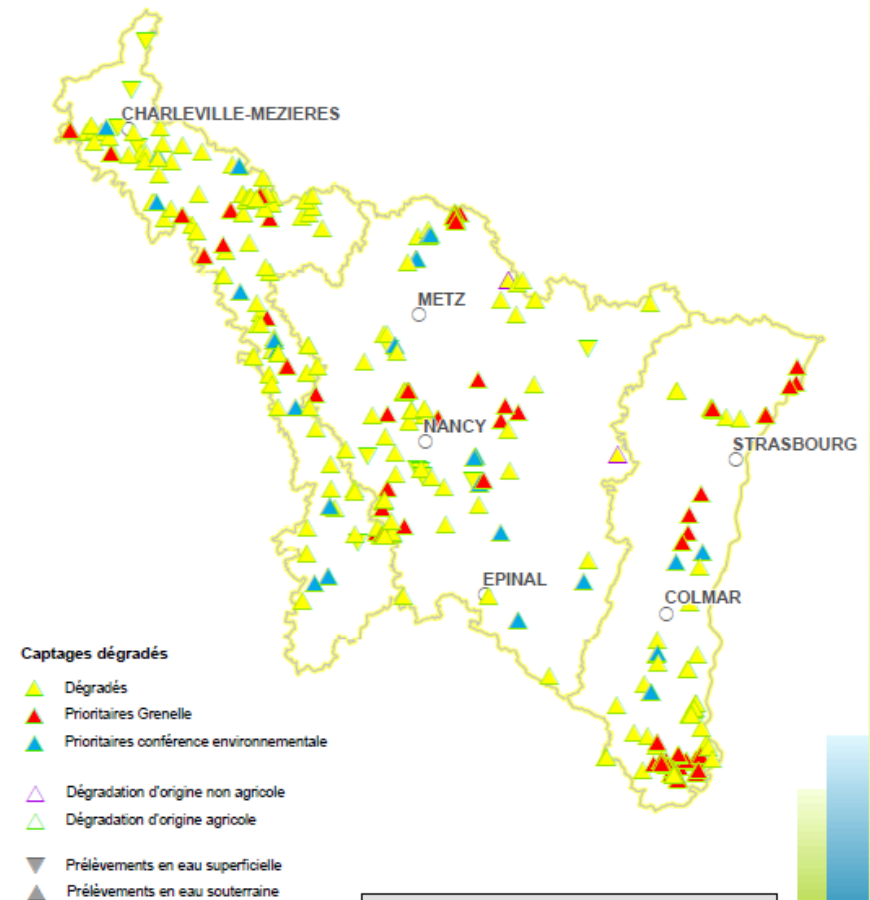 CHARLEVILLE-MEZIERES
METZ
NANCY
STRASBOURG
EPINAL
COLMAR
Captages dégradés
Dégradés
Prioritaires Grenelle
Prioritaires conférence environnementale
Dégradation d'origine non agricole
Dégradation d'origine agricole
Prélèvements en eau superficielle
Prélèvements en eau souterraine